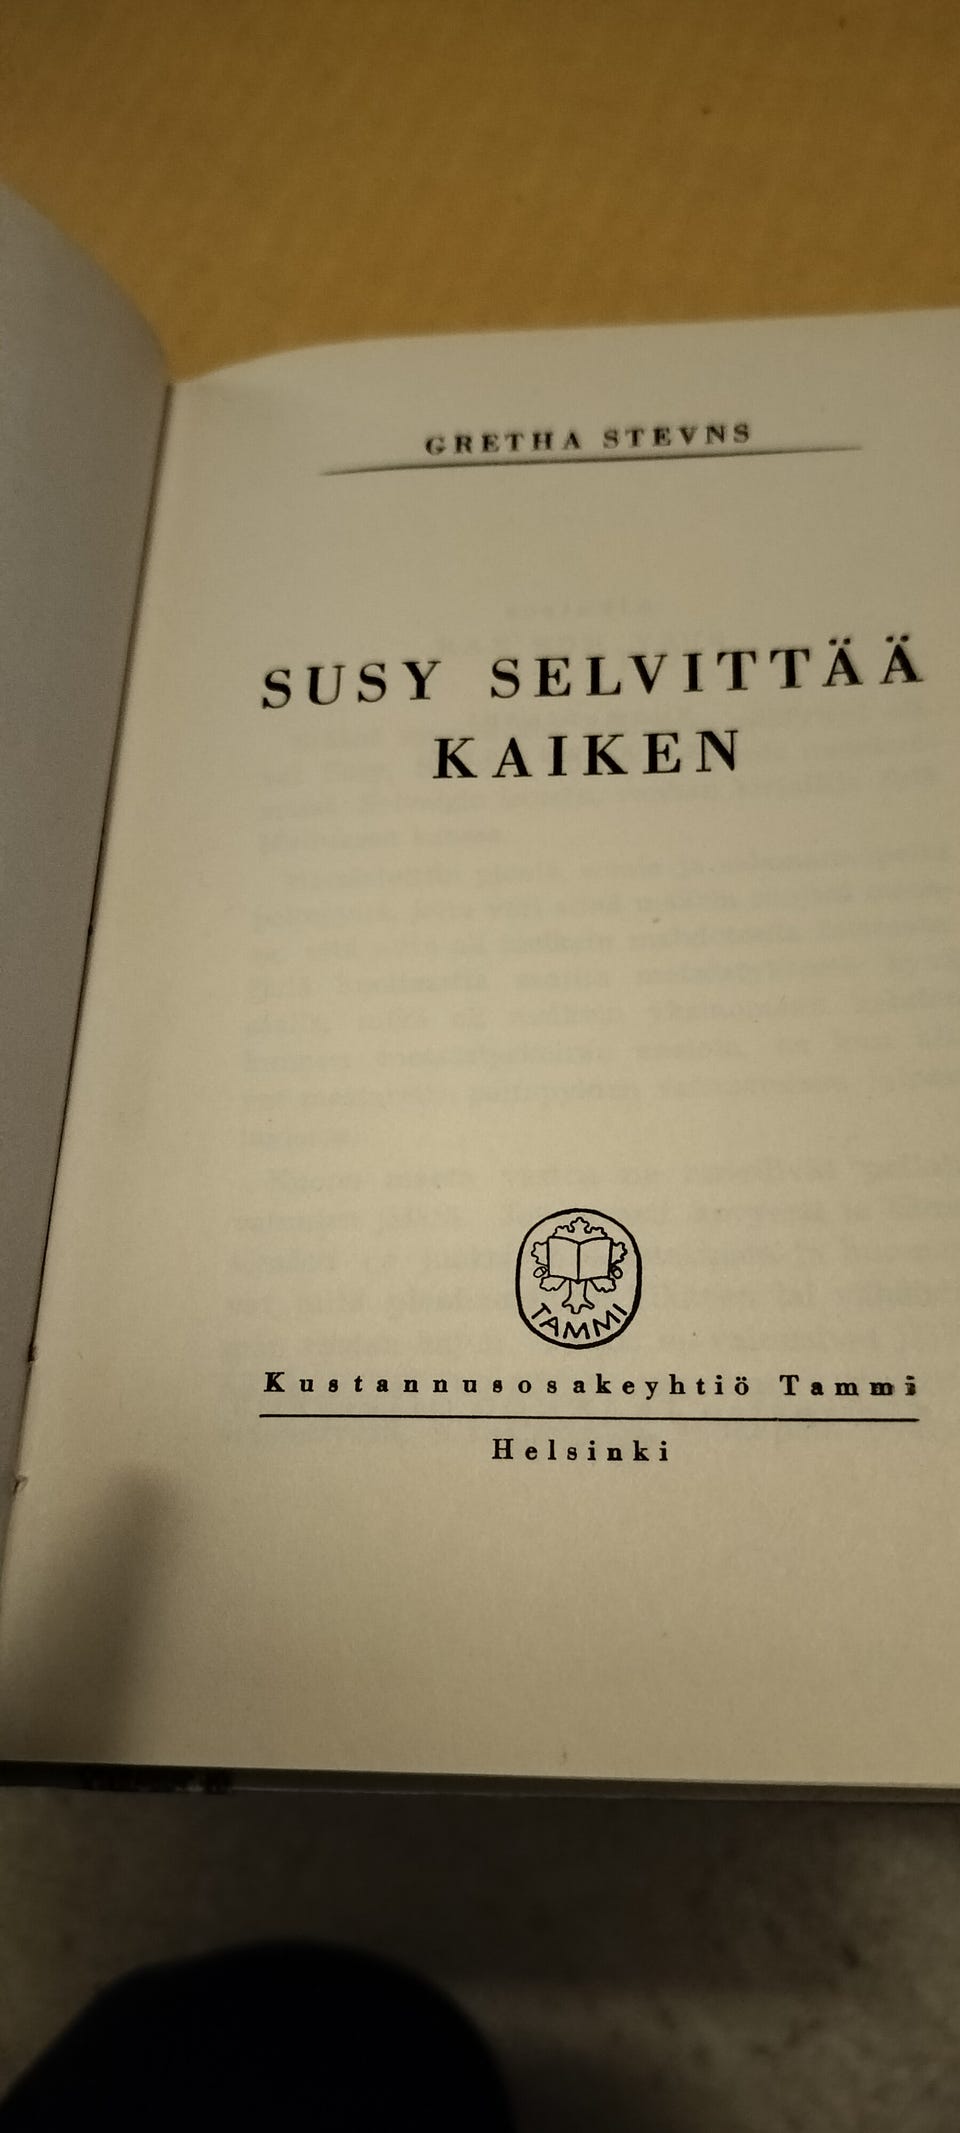 GRETHA STEVNS
SUSY SELVITTÄÄ
KAIKEN
TAMMI
Kustannusosakeyhtiö Tammi
Helsinki